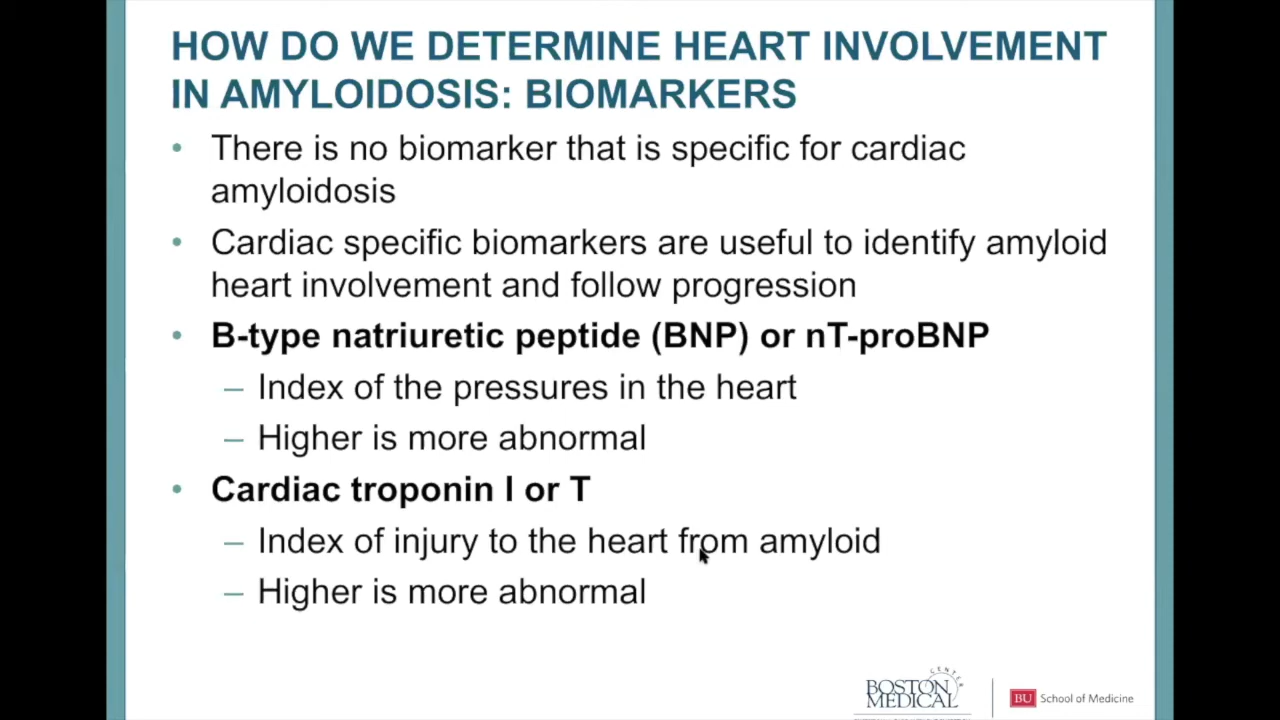 HOW DO WE DETERMINE HEART INVOLVEMENT
IN AMYLOIDOSIS: BIOMARKERS
• There is no biomarker that is specific for cardiac
amyloidosis
• Cardiac specific biomarkers are useful to identify amyloid
heart involvement and follow progression
• B-type natriuretic peptide (BNP) or nT-proBNP
– Index of the pressures in the heart
– Higher is more abnormal
• Cardiac troponin I or T
– Index of injury to the heart from amyloid
– Higher is more abnormal
BOSTON
MEDICAL
CENTER
BU School of Medicine